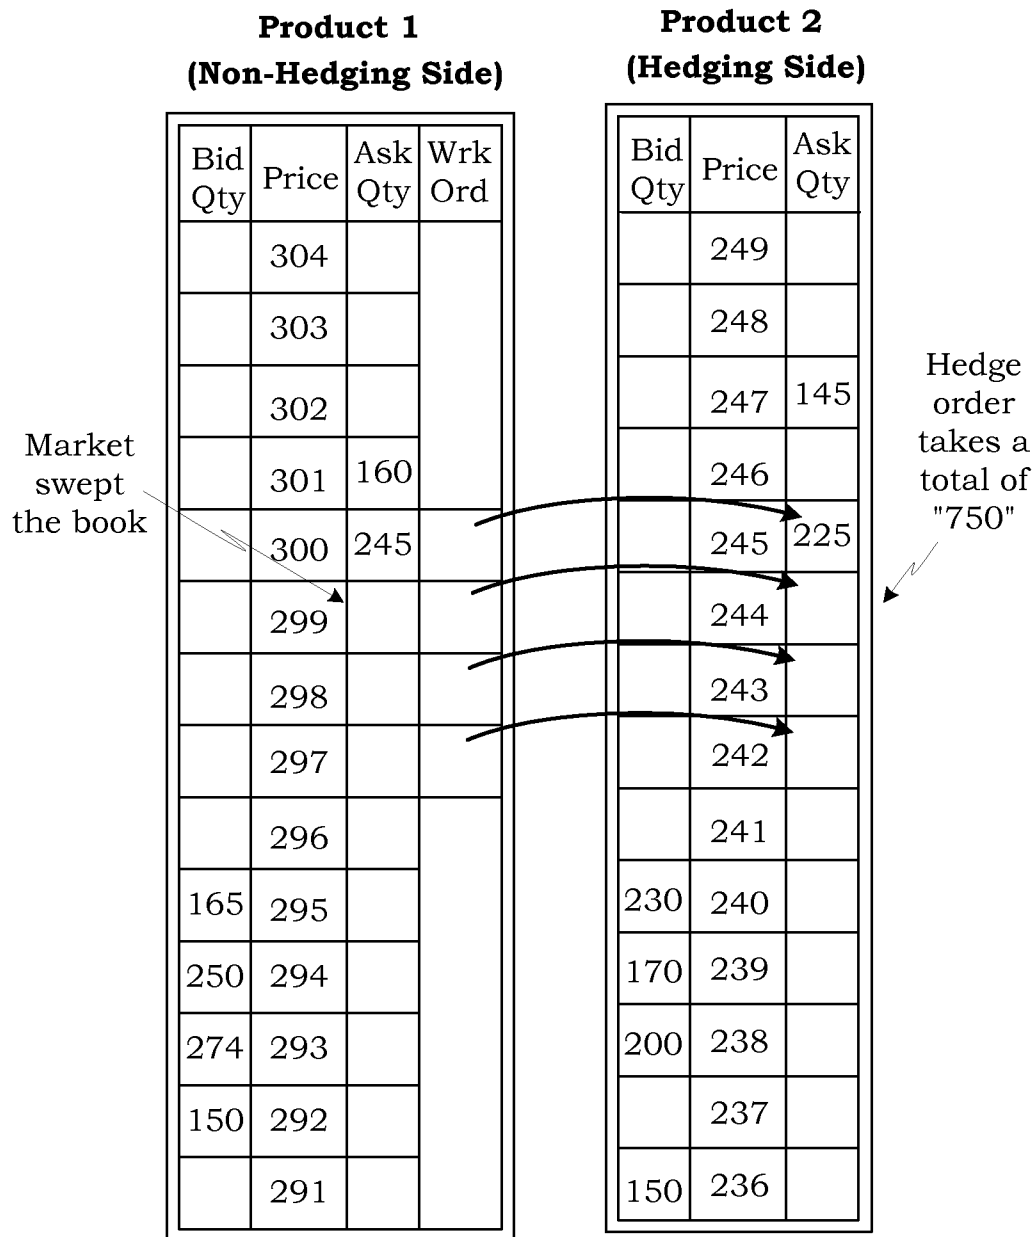 Product 1
(Non-Hedging Side)
Bid Qty Price Ask Qty Wrk Ord
304
303
302
301 160
300 245
299
298
297
296
165 295
250 294
274 293
150 292
291
Market
swept
the book
Product 2
(Hedging Side)
Bid Qty Price Ask Qty
249
248
247 145
246
245 225
244
243
242
241
230 240
170 239
200 238
237
150 236
Hedge
order
takes a
total of
"750"